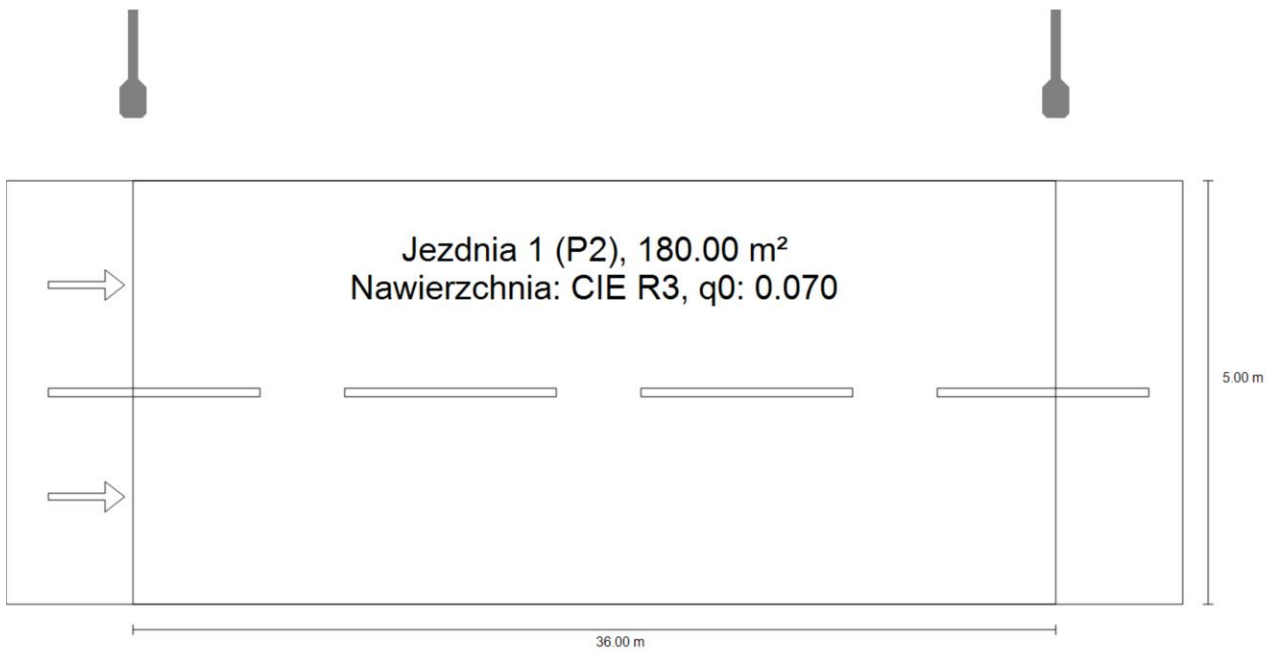 Jezdnia 1 (P2), 180.00 m²
Nawierzchnia: CIE R3, q0: 0.070
5.00 m
36.00 m